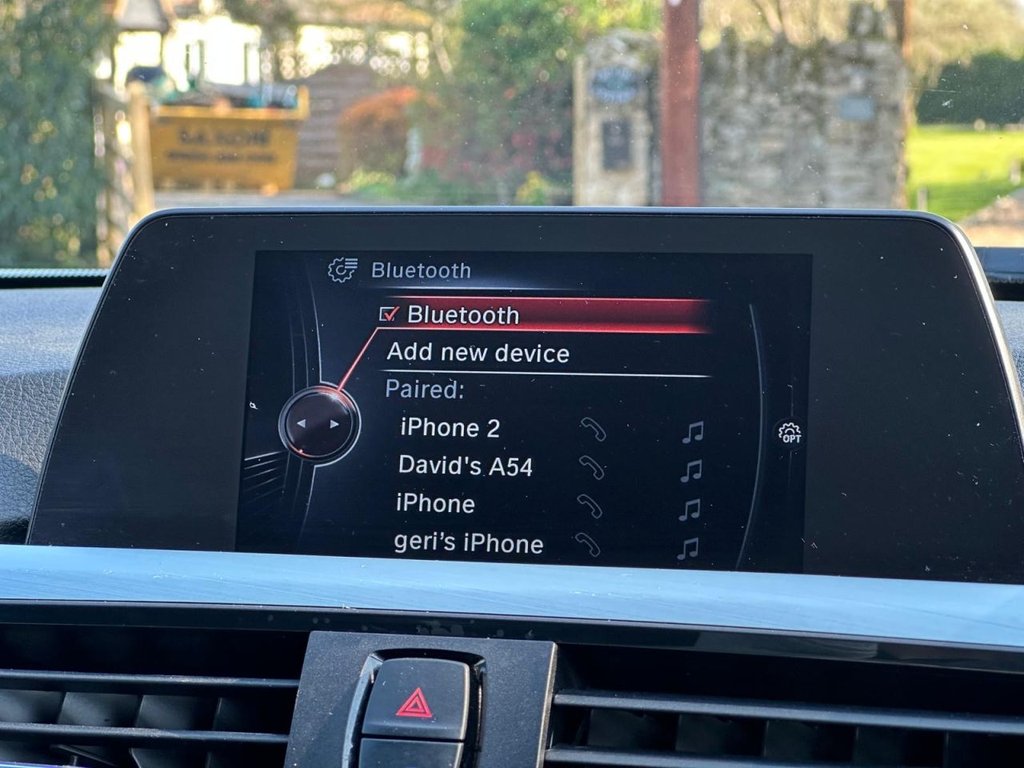 Bluetooth
Bluetooth
Add new device
Paired:
iPhone 2
OPT
David's A54
iPhone
geri's iPhone